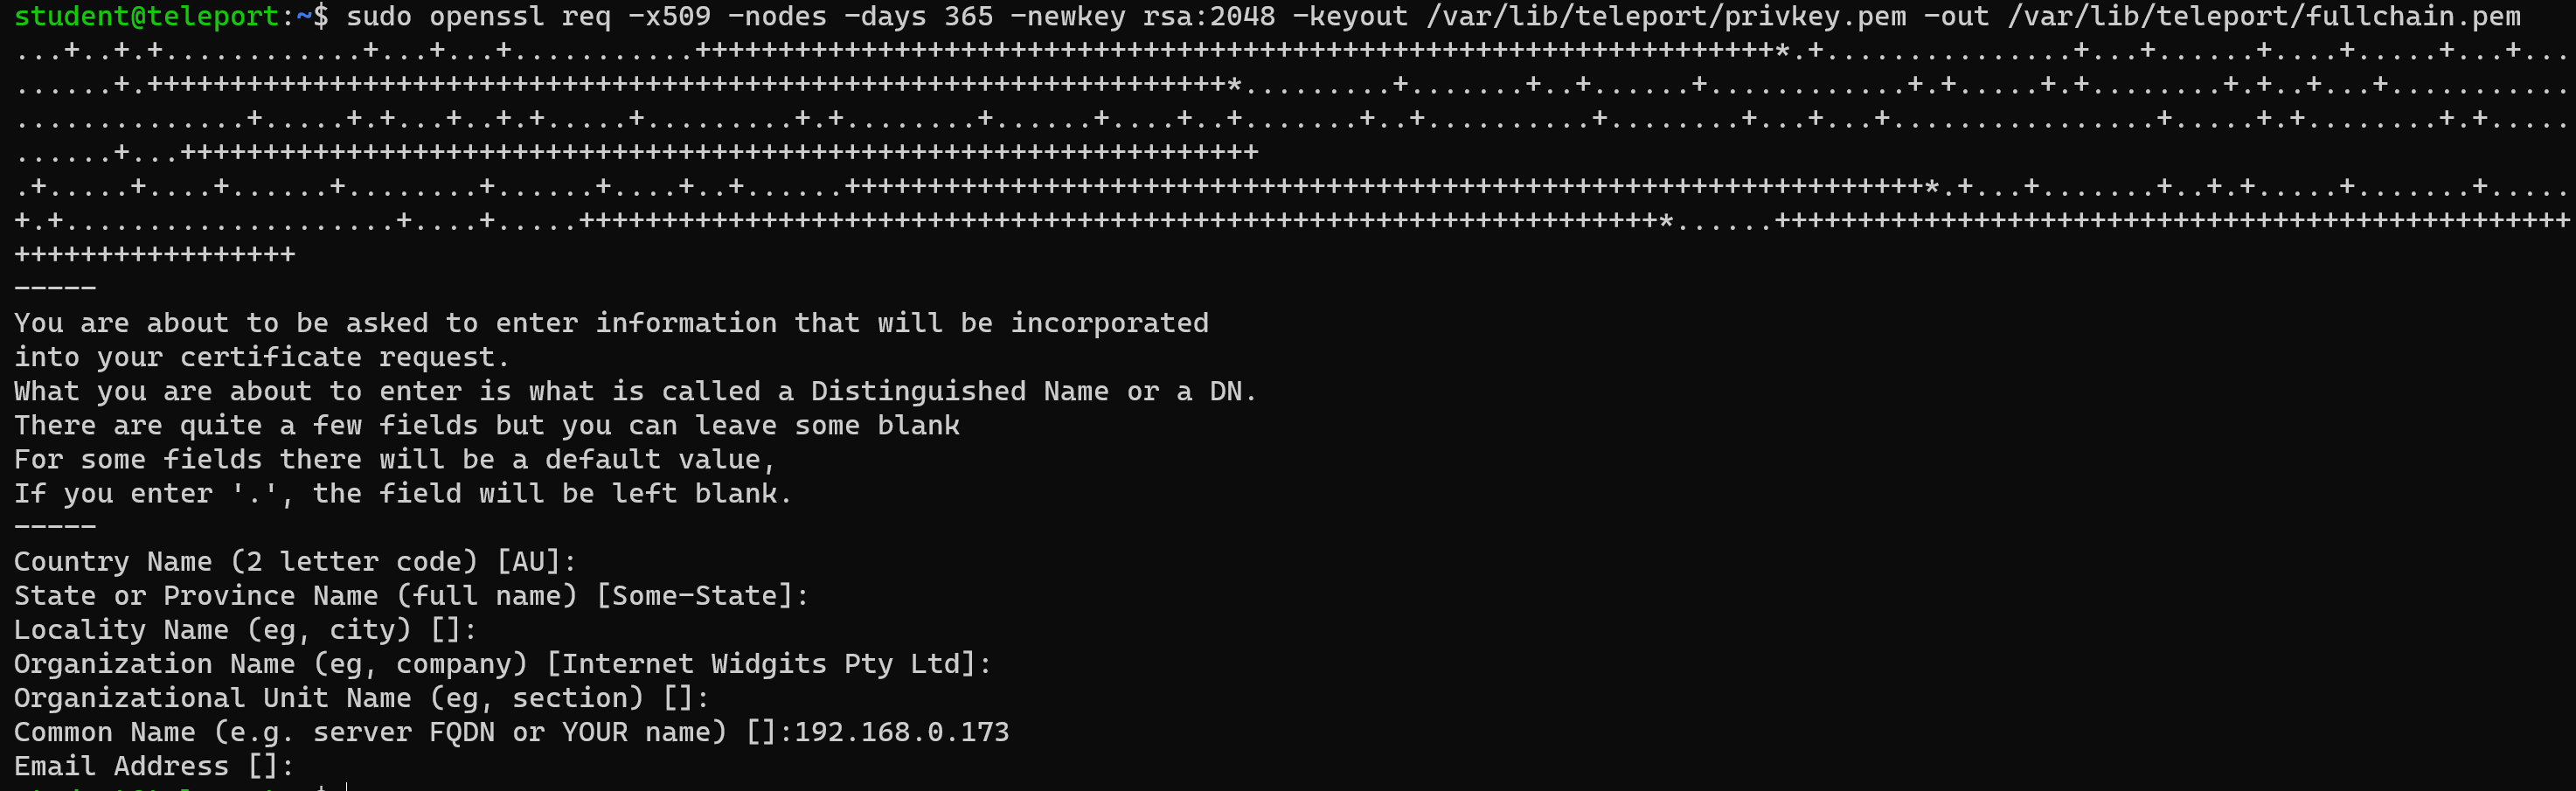 student@teleport:~$ sudo openssl req -x509 -nodes -days 365 -newkey rsa:2048 -keyout /var/lib/teleport/privkey.pem -out /var/lib/teleport/fullchain.pem
-----
You are about to be asked to enter information that will be incorporated
into your certificate request.
What you are about to enter is what is called a Distinguished Name or a DN.
There are quite a few fields but you can leave some blank
For some fields there will be a default value,
If you enter '.', the field will be left blank.
-----
Country Name (2 letter code) [AU]:
State or Province Name (full name) [Some-State]:
Locality Name (eg, city) []:
Organization Name (eg, company) [Internet Widgits Pty Ltd]:
Organizational Unit Name (eg, section) []:
Common Name (e.g. server FQDN or YOUR name) []:192.168.0.173
Email Address []: